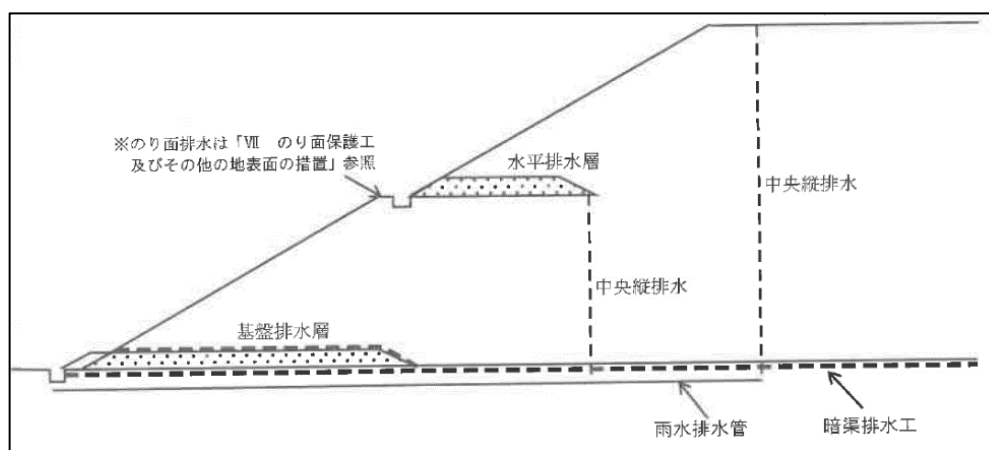 ※のり面排水は「Ⅶ　のり面保護工
及びその他の地表面の措置」参照
水平排水層
中央縦排水
中央縦排水
基盤排水層
雨水排水管
暗渠排水工